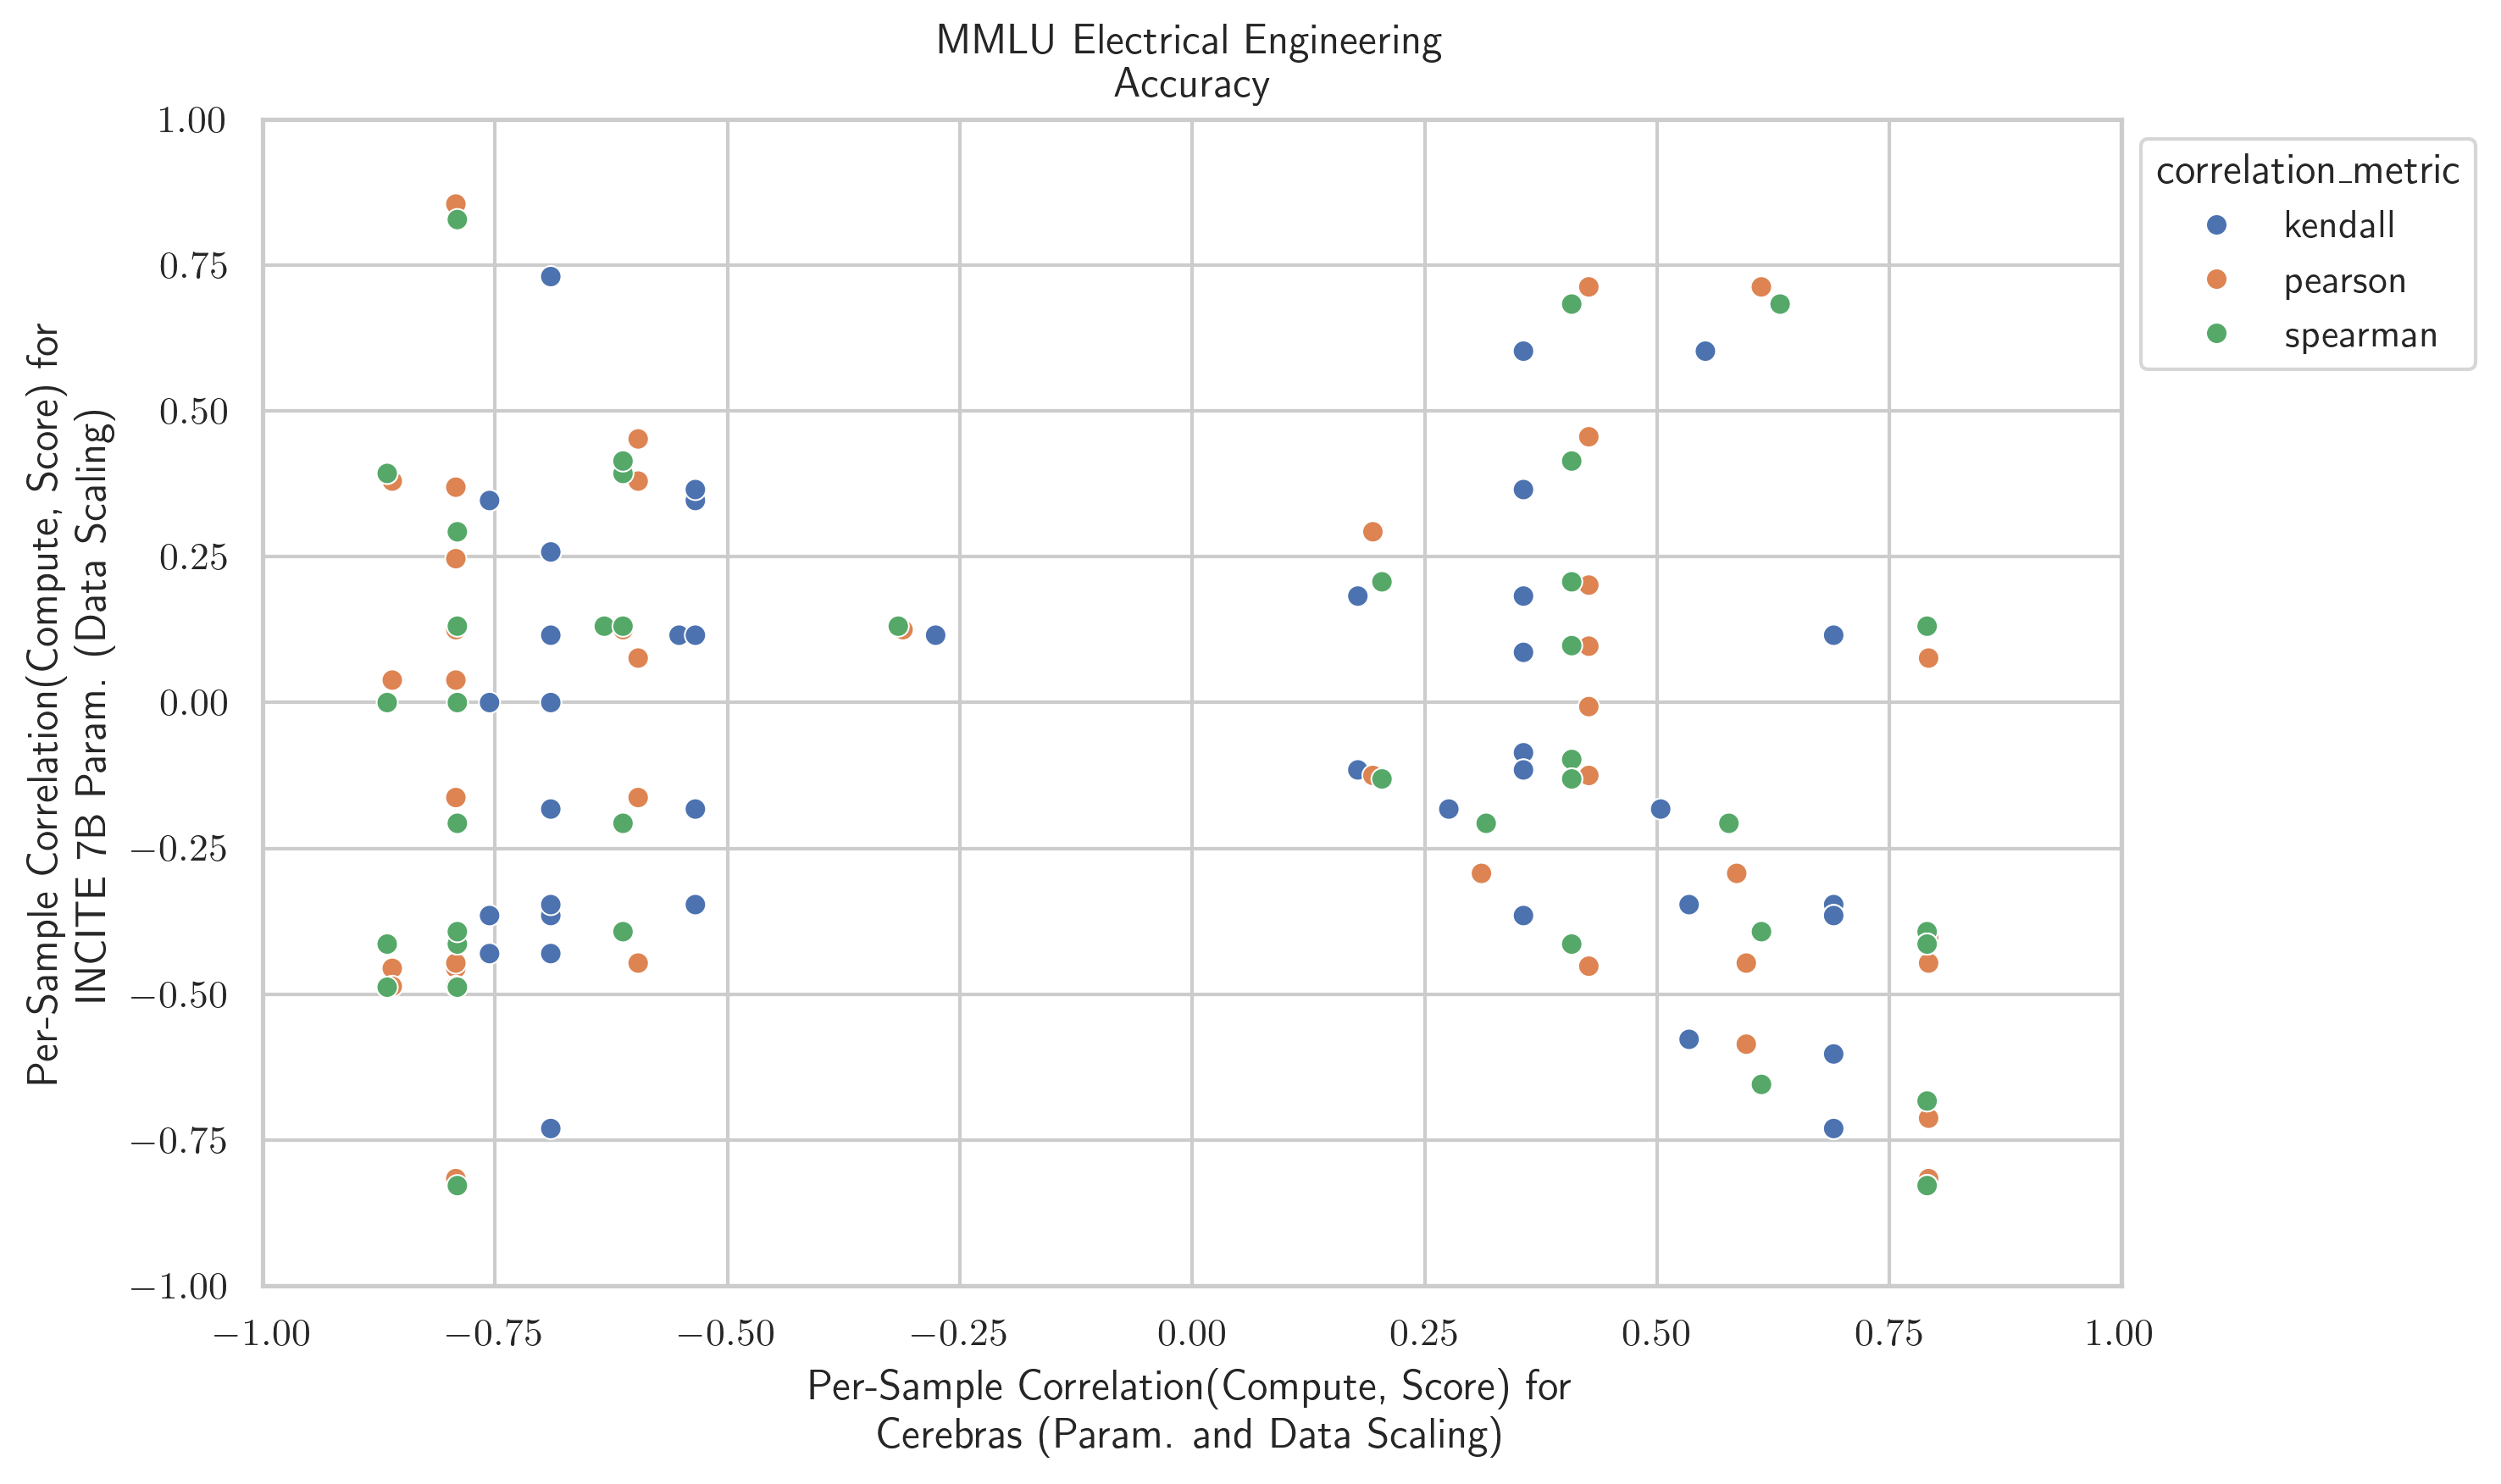 MMLU Electrical Engineering
Accuracy
correlation_metric
kendall
pearson
spearman
Per-Sample Correlation(Compute, Score) for
INCITE 7B Param. (Data Scaling)
1.00
0.75
0.50
0.25
0.00
−0.25
−0.50
−0.75
−1.00
−1.00 −0.75 −0.50 −0.25 0.00 0.25 0.50 0.75 1.00
Per-Sample Correlation(Compute, Score) for
Cerebras (Param. and Data Scaling)